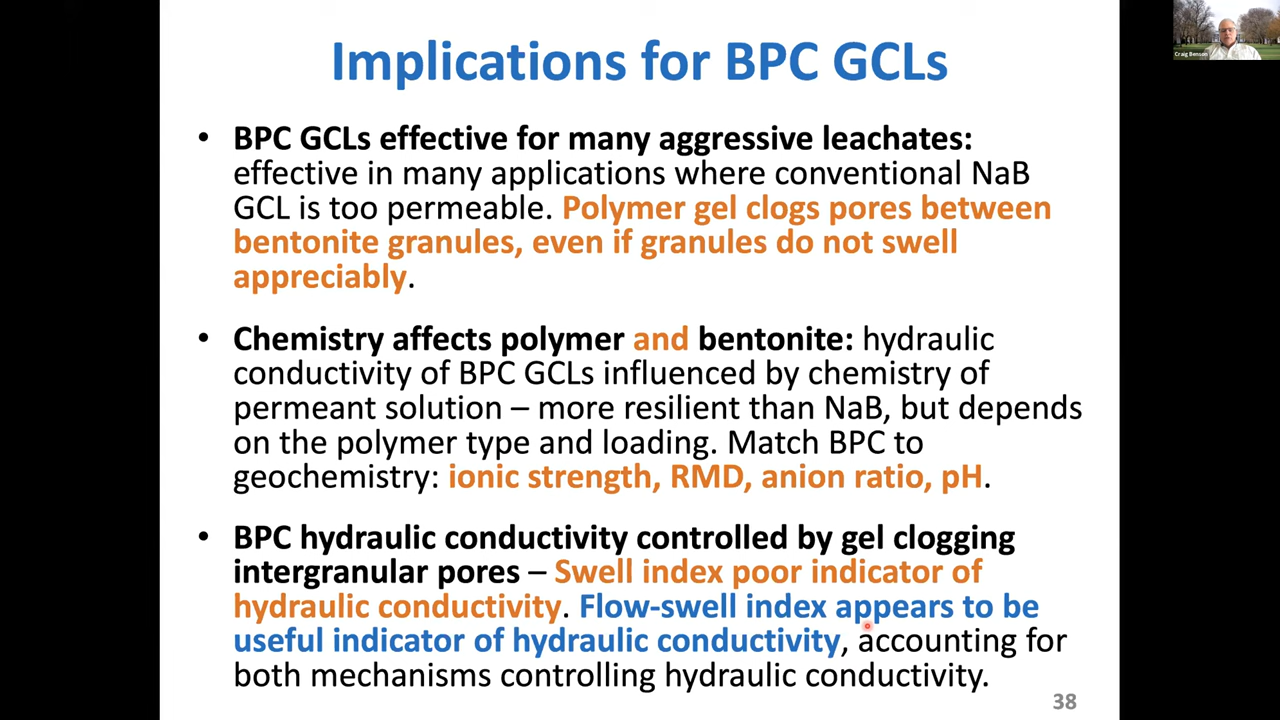 Implications for BPC GCLs
• BPC GCLs effective for many aggressive leachates:
effective in many applications where conventional NaB
GCL is too permeable. Polymer gel clogs pores between
bentonite granules, even if granules do not swell
appreciably.
• Chemistry affects polymer and bentonite: hydraulic
conductivity of BPC GCLs influenced by chemistry of
permeant solution – more resilient than NaB, but depends
on the polymer type and loading. Match BPC to
geochemistry: ionic strength, RMD, anion ratio, pH.
• BPC hydraulic conductivity controlled by gel clogging
intergranular pores – Swell index poor indicator of
hydraulic conductivity. Flow-swell index appears to be
useful indicator of hydraulic conductivity, accounting for
both mechanisms controlling hydraulic conductivity.
38
Craig Benson